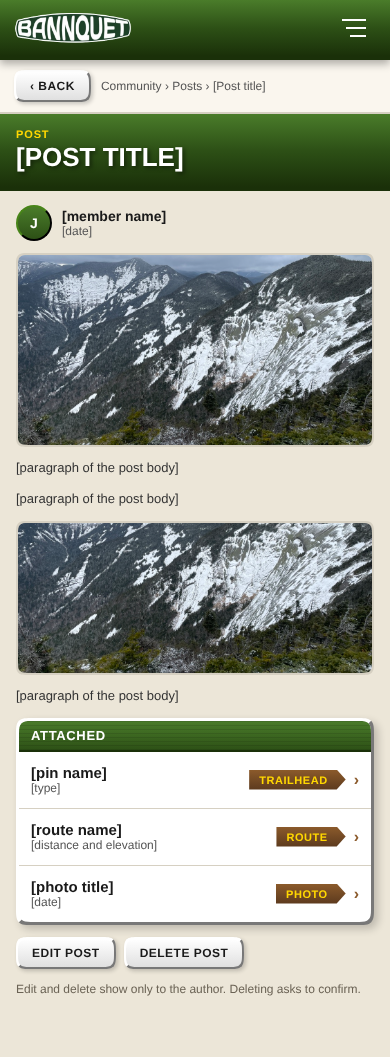 BANNQUET
‹ BACK
Community › Posts › [Post title]
POST
[POST TITLE]
J
[member name]
[date]
[paragraph of the post body]
[paragraph of the post body]
[paragraph of the post body]
ATTACHED
[pin name]
[type]
TRAILHEAD ›
[route name]
[distance and elevation]
ROUTE ›
[photo title]
[date]
PHOTO ›
EDIT POST
DELETE POST
Edit and delete show only to the author. Deleting asks to confirm.